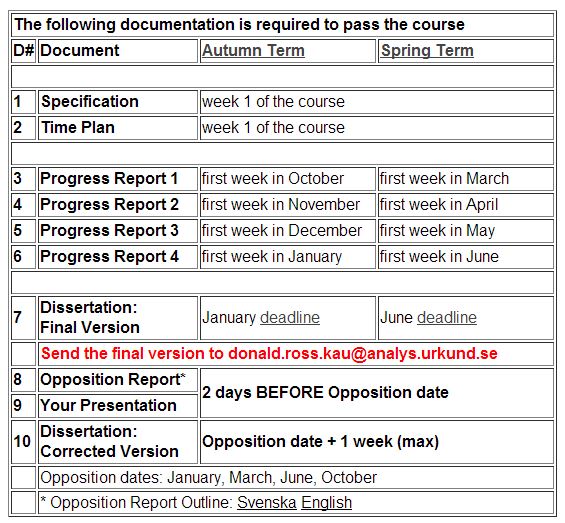 The following documentation is required to pass the course
D# Document Autumn Term Spring Term
1 Specification week 1 of the course
2 Time Plan week 1 of the course
3 Progress Report 1 first week in October first week in March
4 Progress Report 2 first week in November first week in April
5 Progress Report 3 first week in December first week in May
6 Progress Report 4 first week in January first week in June
7 Dissertation:
Final Version January deadline June deadline
Send the final version to donald.ross.kau@analys.urkund.se
8 Opposition Report*
2 days BEFORE Opposition date
9 Your Presentation
10 Dissertation:
Corrected Version Opposition date + 1 week (max)
Opposition dates: January, March, June, October
* Opposition Report Outline: Svenska English